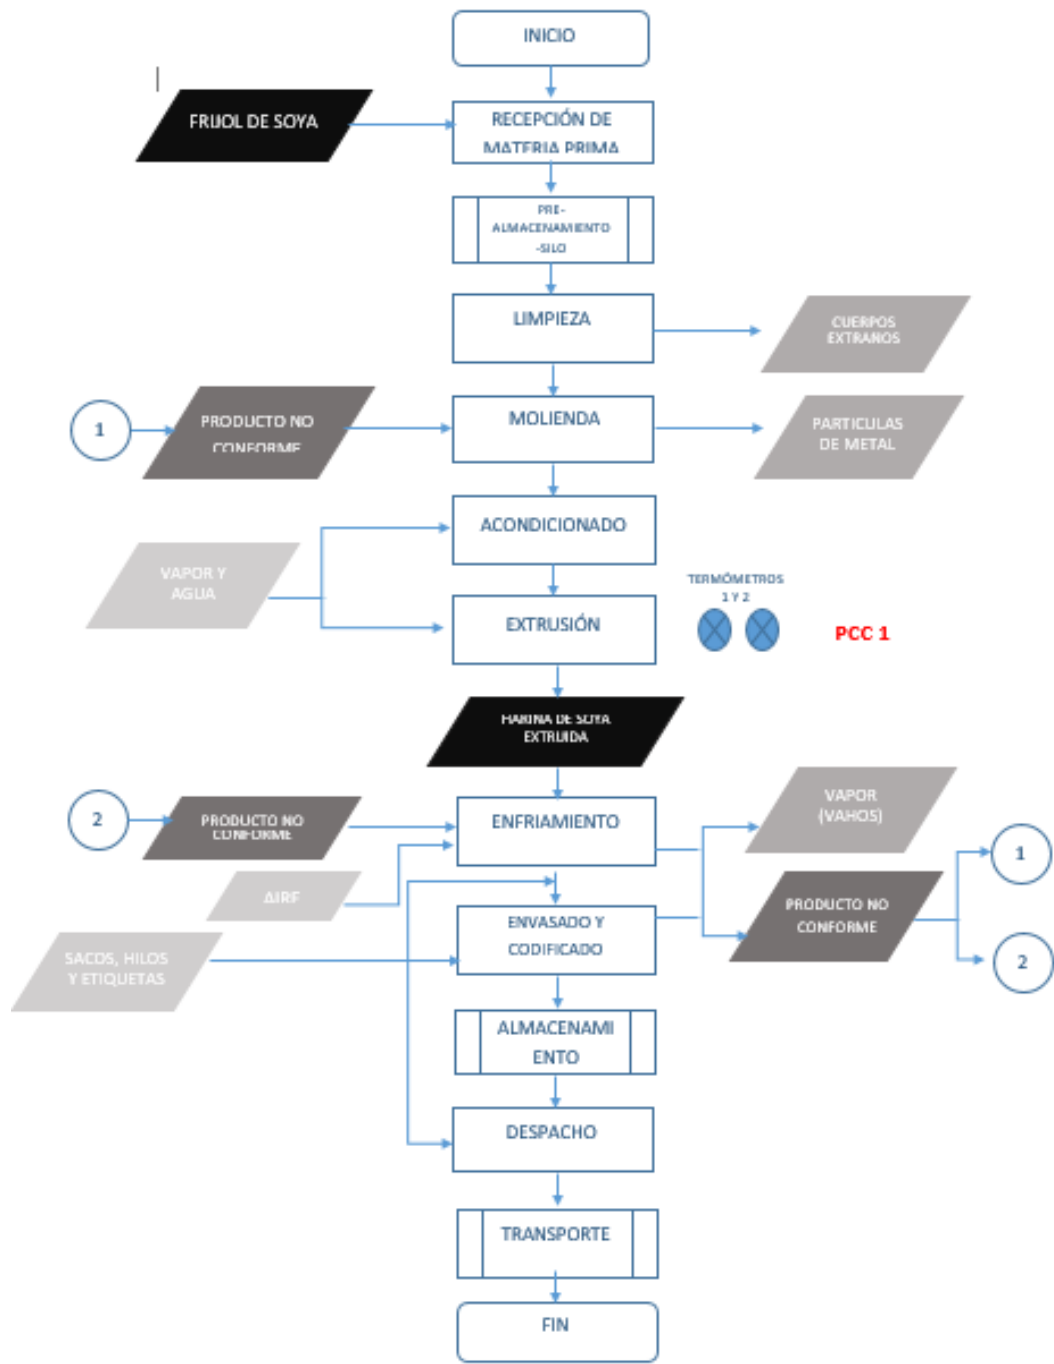 INICIO
FRIJOL DE SOYA
RECEPCIÓN DE
MATERIA PRIMA
PRE-
ALMACENAMIENTO
-SILO
LIMPIEZA
CUERPOS
EXTRANOS
1
PRODUCTO NO
CONFORME
MOLIENDA
PARTICULAS
DE METAL
ACONDICIONADO
VAPOR Y
AGUA
EXTRUSIÓN
TERMÓMETROS
1 Y 2
PCC 1
HARINA DE SOYA
EXTRUIDA
2
PRODUCTO NO
CONFORME
ENFRIAMIENTO
VAPOR
(VAHOS)
1
AIRE
PRODUCTO NO
CONFORME
ENVASADO Y
CODIFICADO
2
SACOS, HILOS
Y ETIQUETAS
ALMACENAMI
ENTO
DESPACHO
TRANSPORTE
FIN